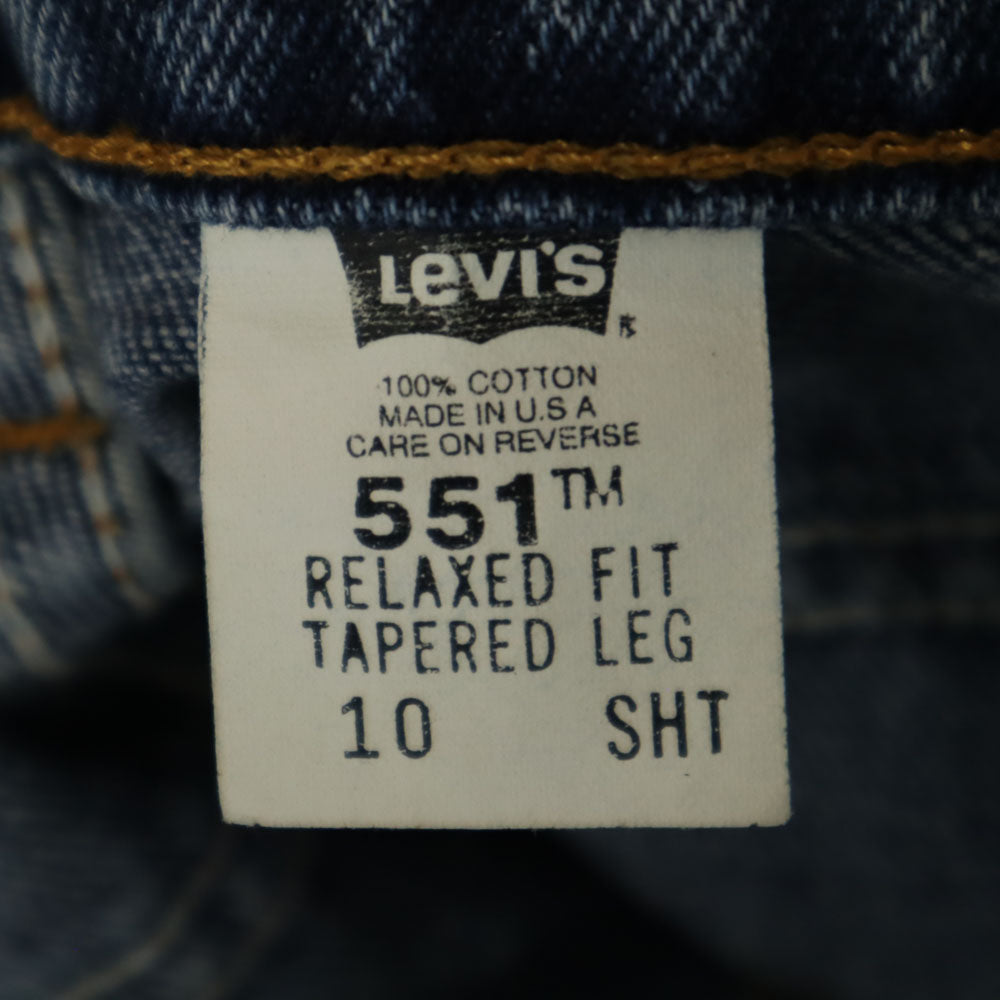 Levi's
®
100% COTTON
MADE IN U.S A
CARE ON REVERSE
551™
RELAXED FIT
TAPERED LEG
10 SHT